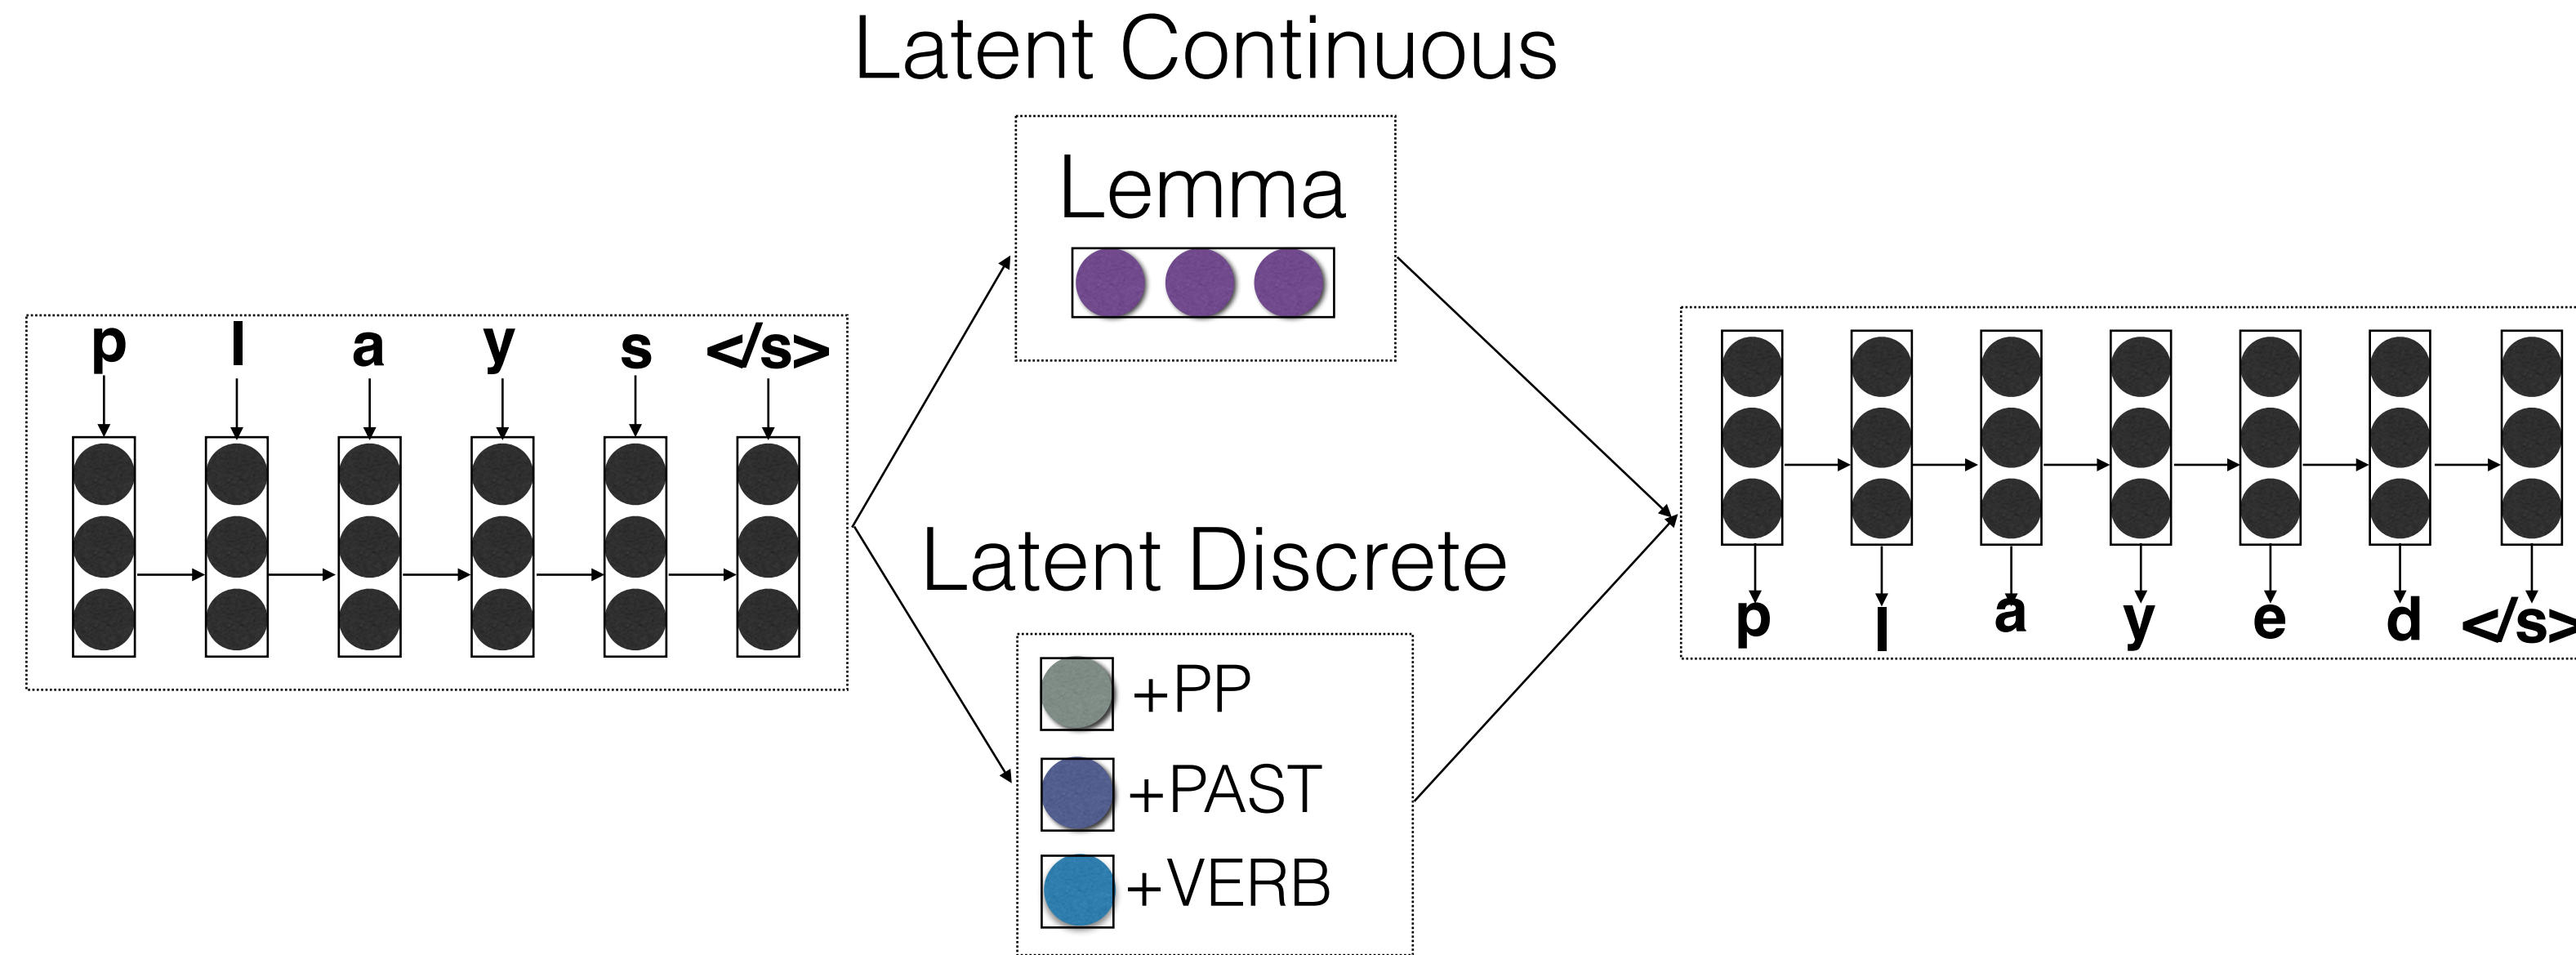 Latent Continuous
Lemma
p l a y s </s>
Latent Discrete
+PP
+PAST
+VERB
p l a y e d </s>